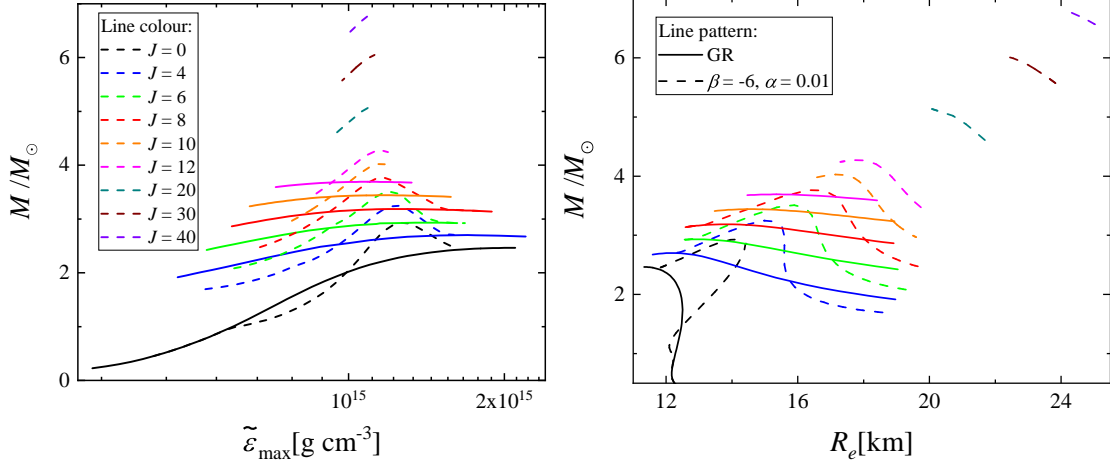 Line colour:
J = 0
J = 4
J = 6
J = 8
J = 10
J = 12
J = 20
J = 30
J = 40
M /M☉
6
4
2
0
10¹⁵
2x10¹⁵
ε̃max[g cm⁻³]
Line pattern:
GR
β = -6, α = 0.01
M /M☉
6
4
2
12
16
20
24
Rₑ[km]